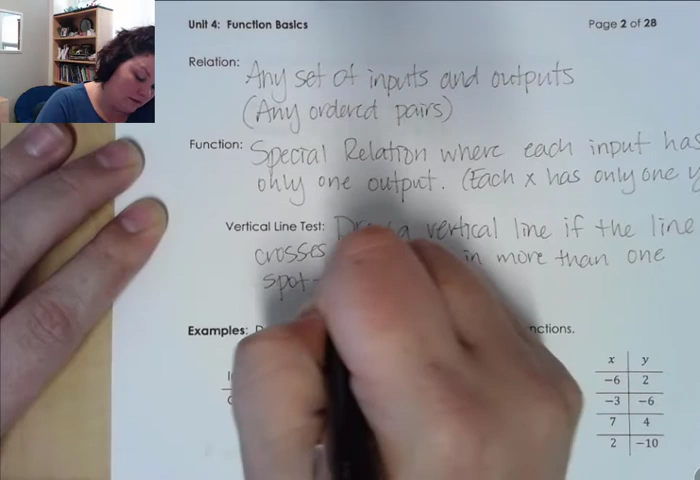 Unit 4: Function Basics
Page 2 of 28
Relation: Any set of inputs and outputs
(Any ordered pairs)
Function: Special Relation where each input has
only one output. (Each x has only one y
Vertical Line Test: a vertical line if the line
crosses in more than one
spot
Examples:
x y
-6 2
-3 -6
7 4
2 -10